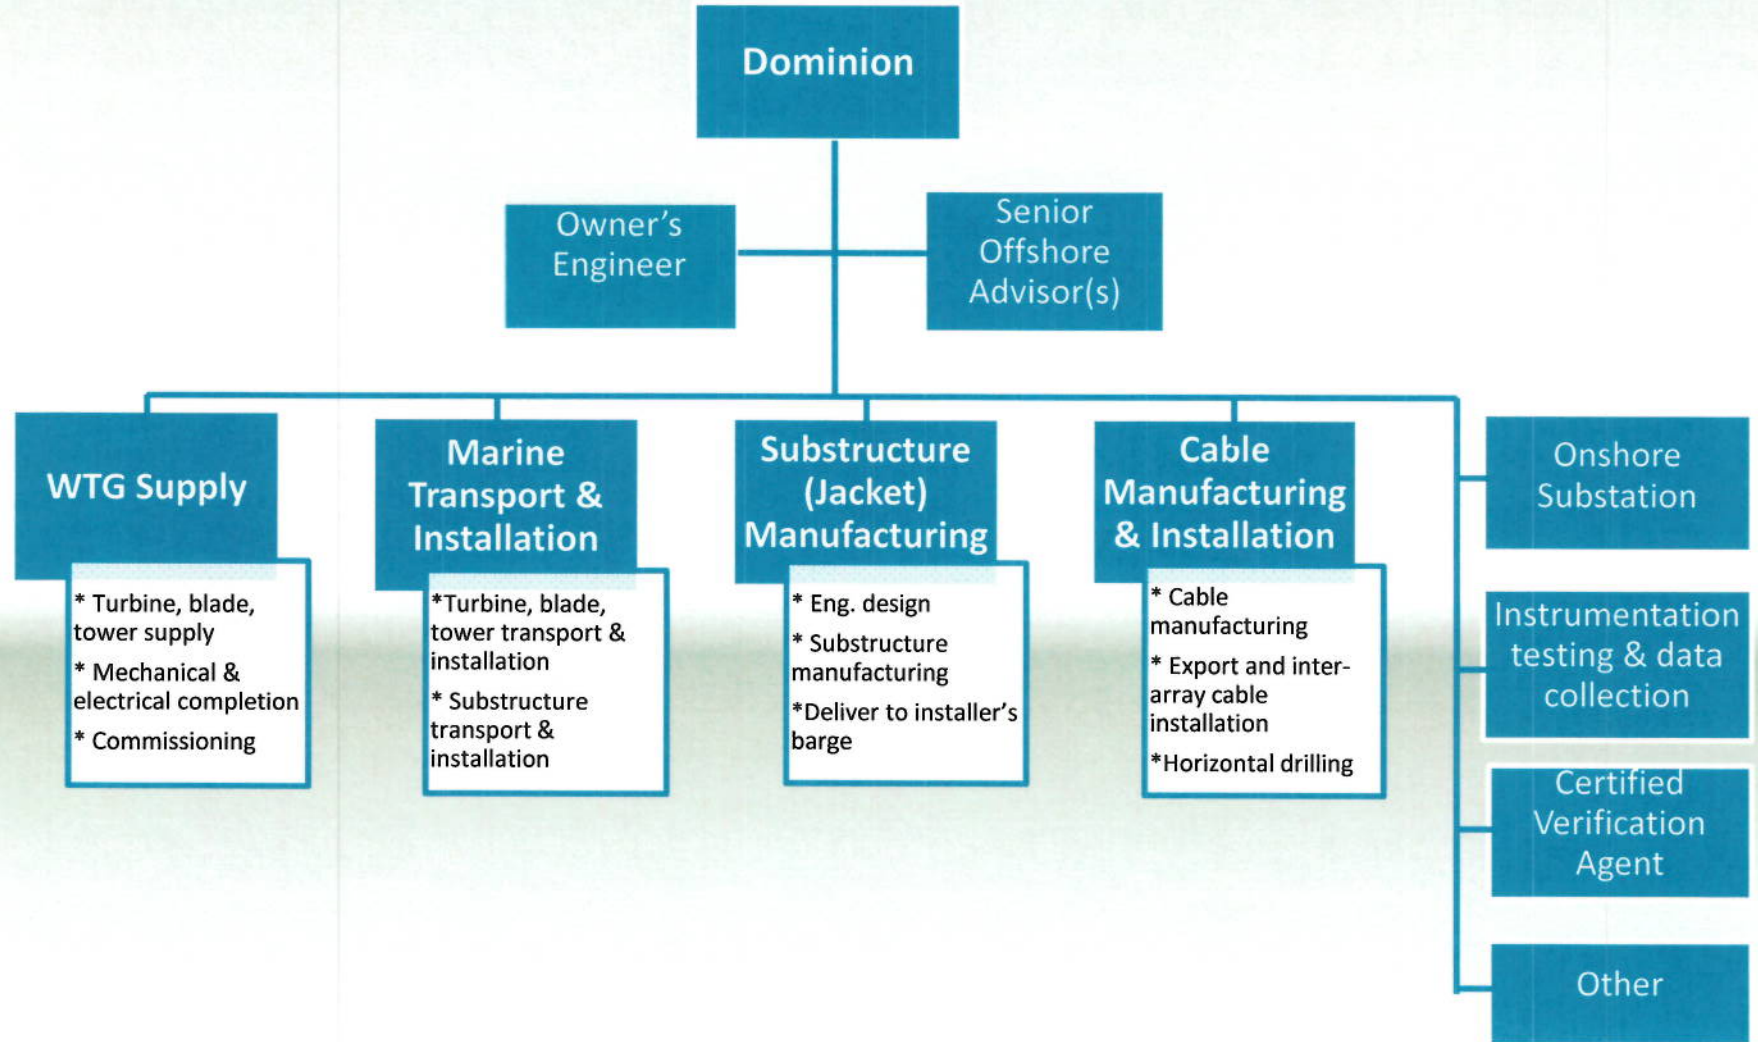 Dominion
Owner’s
Engineer
Senior
Offshore
Advisor(s)
WTG Supply
* Turbine, blade,
tower supply
* Mechanical &
electrical completion
* Commissioning
Marine
Transport &
Installation
*Turbine, blade,
tower transport &
installation
* Substructure
transport &
installation
Substructure
(Jacket)
Manufacturing
* Eng. design
* Substructure
manufacturing
*Deliver to installer’s
barge
Cable
Manufacturing
& Installation
* Cable
manufacturing
* Export and inter-
array cable
installation
*Horizontal drilling
Onshore
Substation
Instrumentation
testing & data
collection
Certified
Verification
Agent
Other